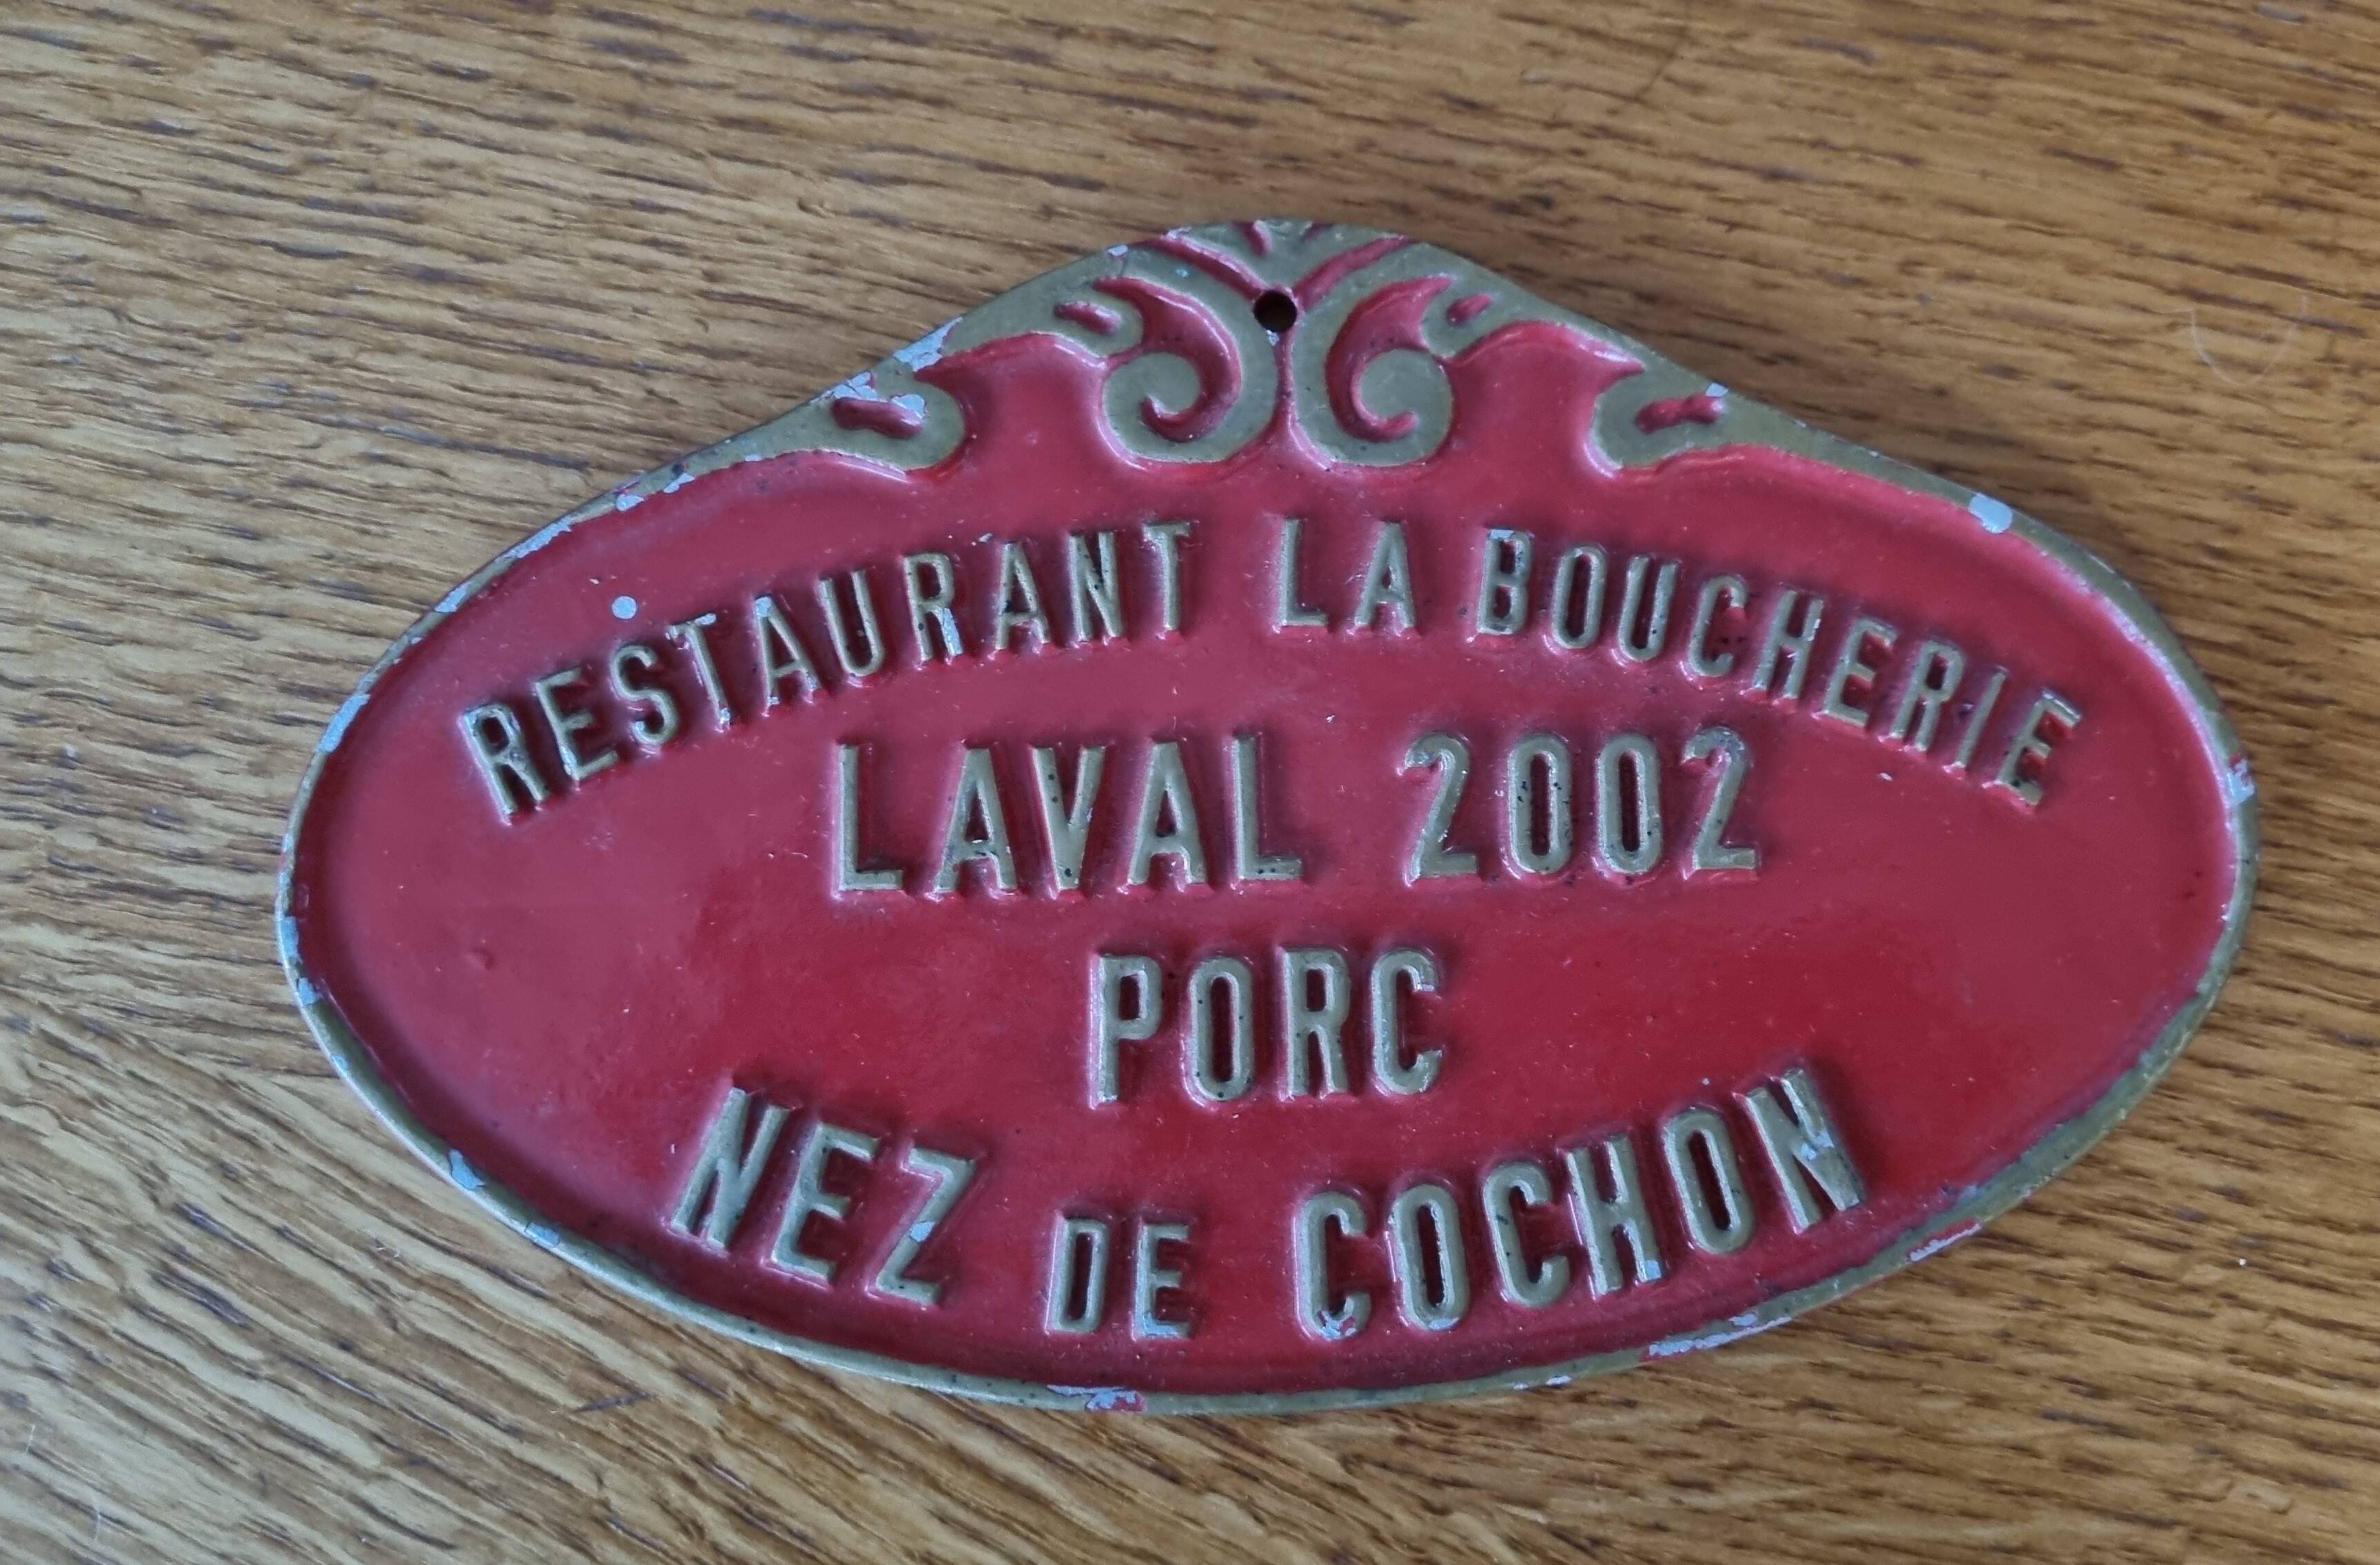 RESTAURANT LA BOUCHERIE
LAVAL 2002
PORC
NEZ DE COCHON